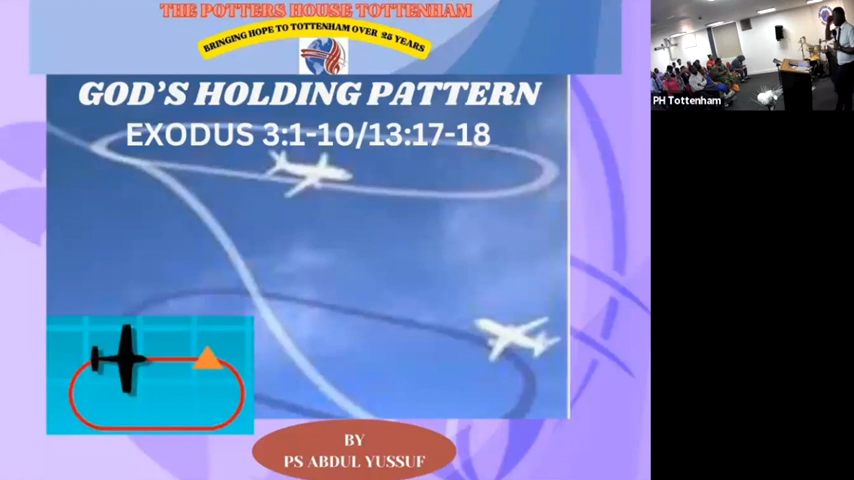 THE POTTERS HOUSE TOTTENHAM
BRINGING HOPE TO TOTTENHAM OVER 25 YEARS
GOD'S HOLDING PATTERN
EXODUS 3:1-10/13:17-18
BY
PS ABDUL YUSSUF
PH Tottenham